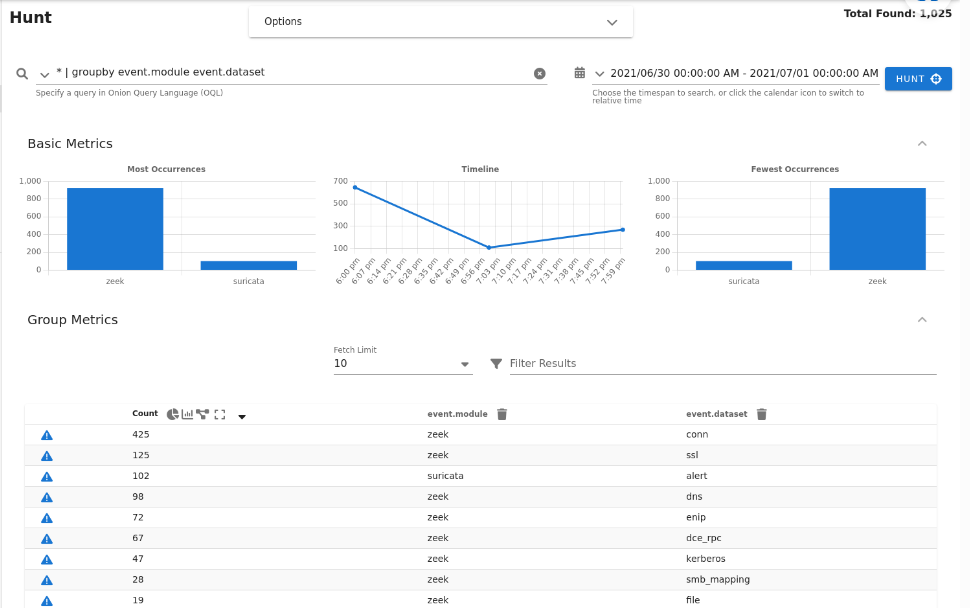 Hunt
Options
Total Found: 1,025
* | groupby event.module event.dataset
Specify a query in Onion Query Language (OQL)
2021/06/30 00:00:00 AM - 2021/07/01 00:00:00 AM
Choose the timespan to search, or click the calendar icon to switch to
relative time
HUNT
Basic Metrics
Most Occurrences
1,000
800
600
400
200
0
zeek suricata
Timeline
700
500
300
100
6:00 pm 6:07 pm 6:14 pm 6:21 pm 6:28 pm 6:35 pm 6:42 pm 6:49 pm 6:56 pm 7:03 pm 7:10 pm 7:17 pm 7:24 pm 7:31 pm 7:38 pm 7:45 pm 7:52 pm 7:59 pm
Fewest Occurrences
1,000
800
600
400
200
0
suricata zeek
Group Metrics
Fetch Limit
10
Filter Results
Count event.module event.dataset
425 zeek conn
125 zeek ssl
102 suricata alert
98 zeek dns
72 zeek enip
67 zeek dce_rpc
47 zeek kerberos
28 zeek smb_mapping
19 zeek file